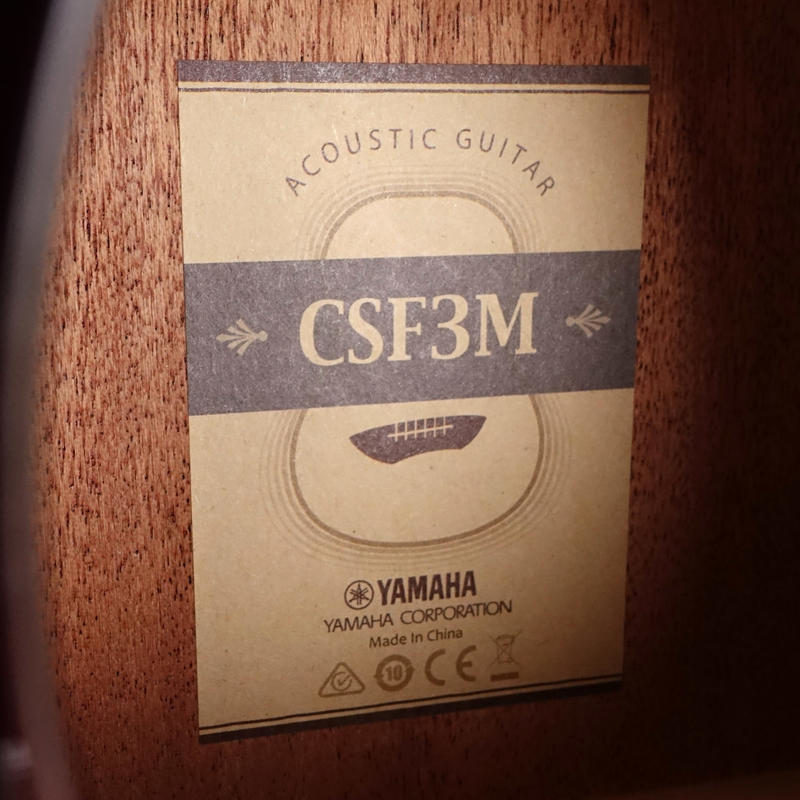 ACOUSTIC GUITAR
CSF3M
YAMAHA
YAMAHA CORPORATION
Made In China
10 CE